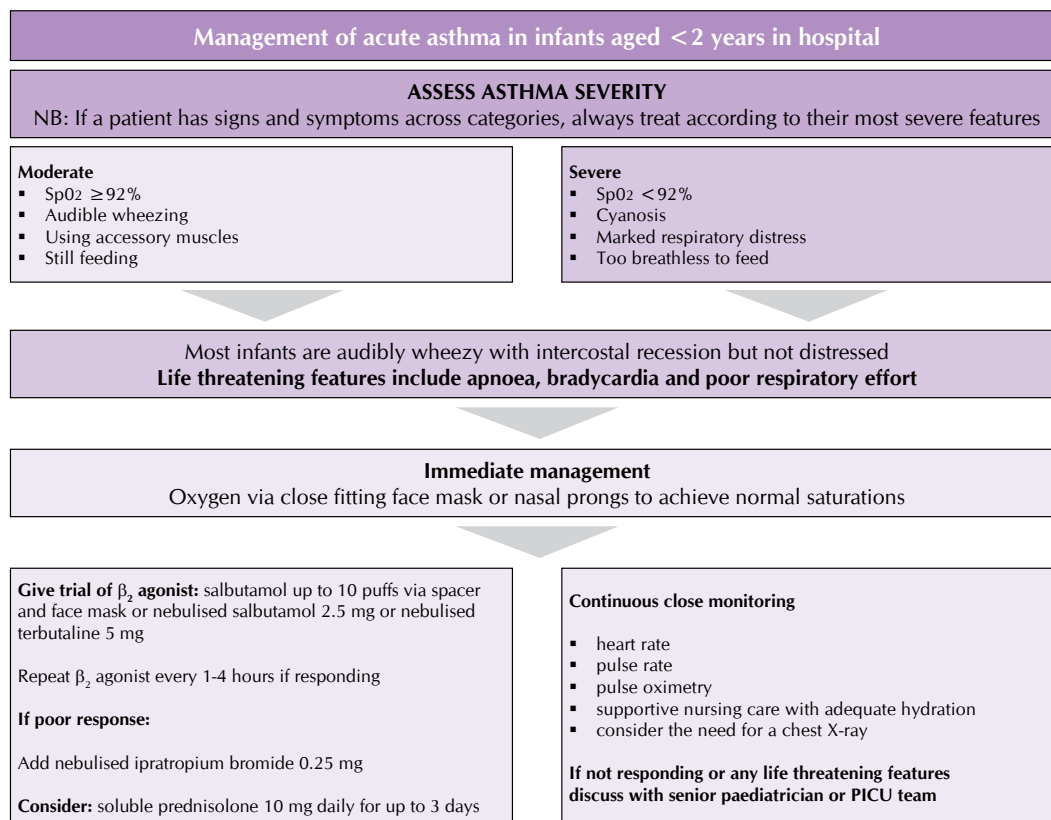 Management of acute asthma in infants aged <2 years in hospital
ASSESS ASTHMA SEVERITY
NB: If a patient has signs and symptoms across categories, always treat according to their most severe features
Moderate
▪ Sp02 ≥92%
▪ Audible wheezing
▪ Using accessory muscles
▪ Still feeding
Severe
▪ Sp02 <92%
▪ Cyanosis
▪ Marked respiratory distress
▪ Too breathless to feed
Most infants are audibly wheezy with intercostal recession but not distressed
Life threatening features include apnoea, bradycardia and poor respiratory effort
Immediate management
Oxygen via close fitting face mask or nasal prongs to achieve normal saturations
Give trial of β₂ agonist: salbutamol up to 10 puffs via spacer
and face mask or nebulised salbutamol 2.5 mg or nebulised
terbutaline 5 mg
Repeat β₂ agonist every 1-4 hours if responding
If poor response:
Add nebulised ipratropium bromide 0.25 mg
Consider: soluble prednisolone 10 mg daily for up to 3 days
Continuous close monitoring
▪ heart rate
▪ pulse rate
▪ pulse oximetry
▪ supportive nursing care with adequate hydration
▪ consider the need for a chest X-ray
If not responding or any life threatening features
discuss with senior paediatrician or PICU team